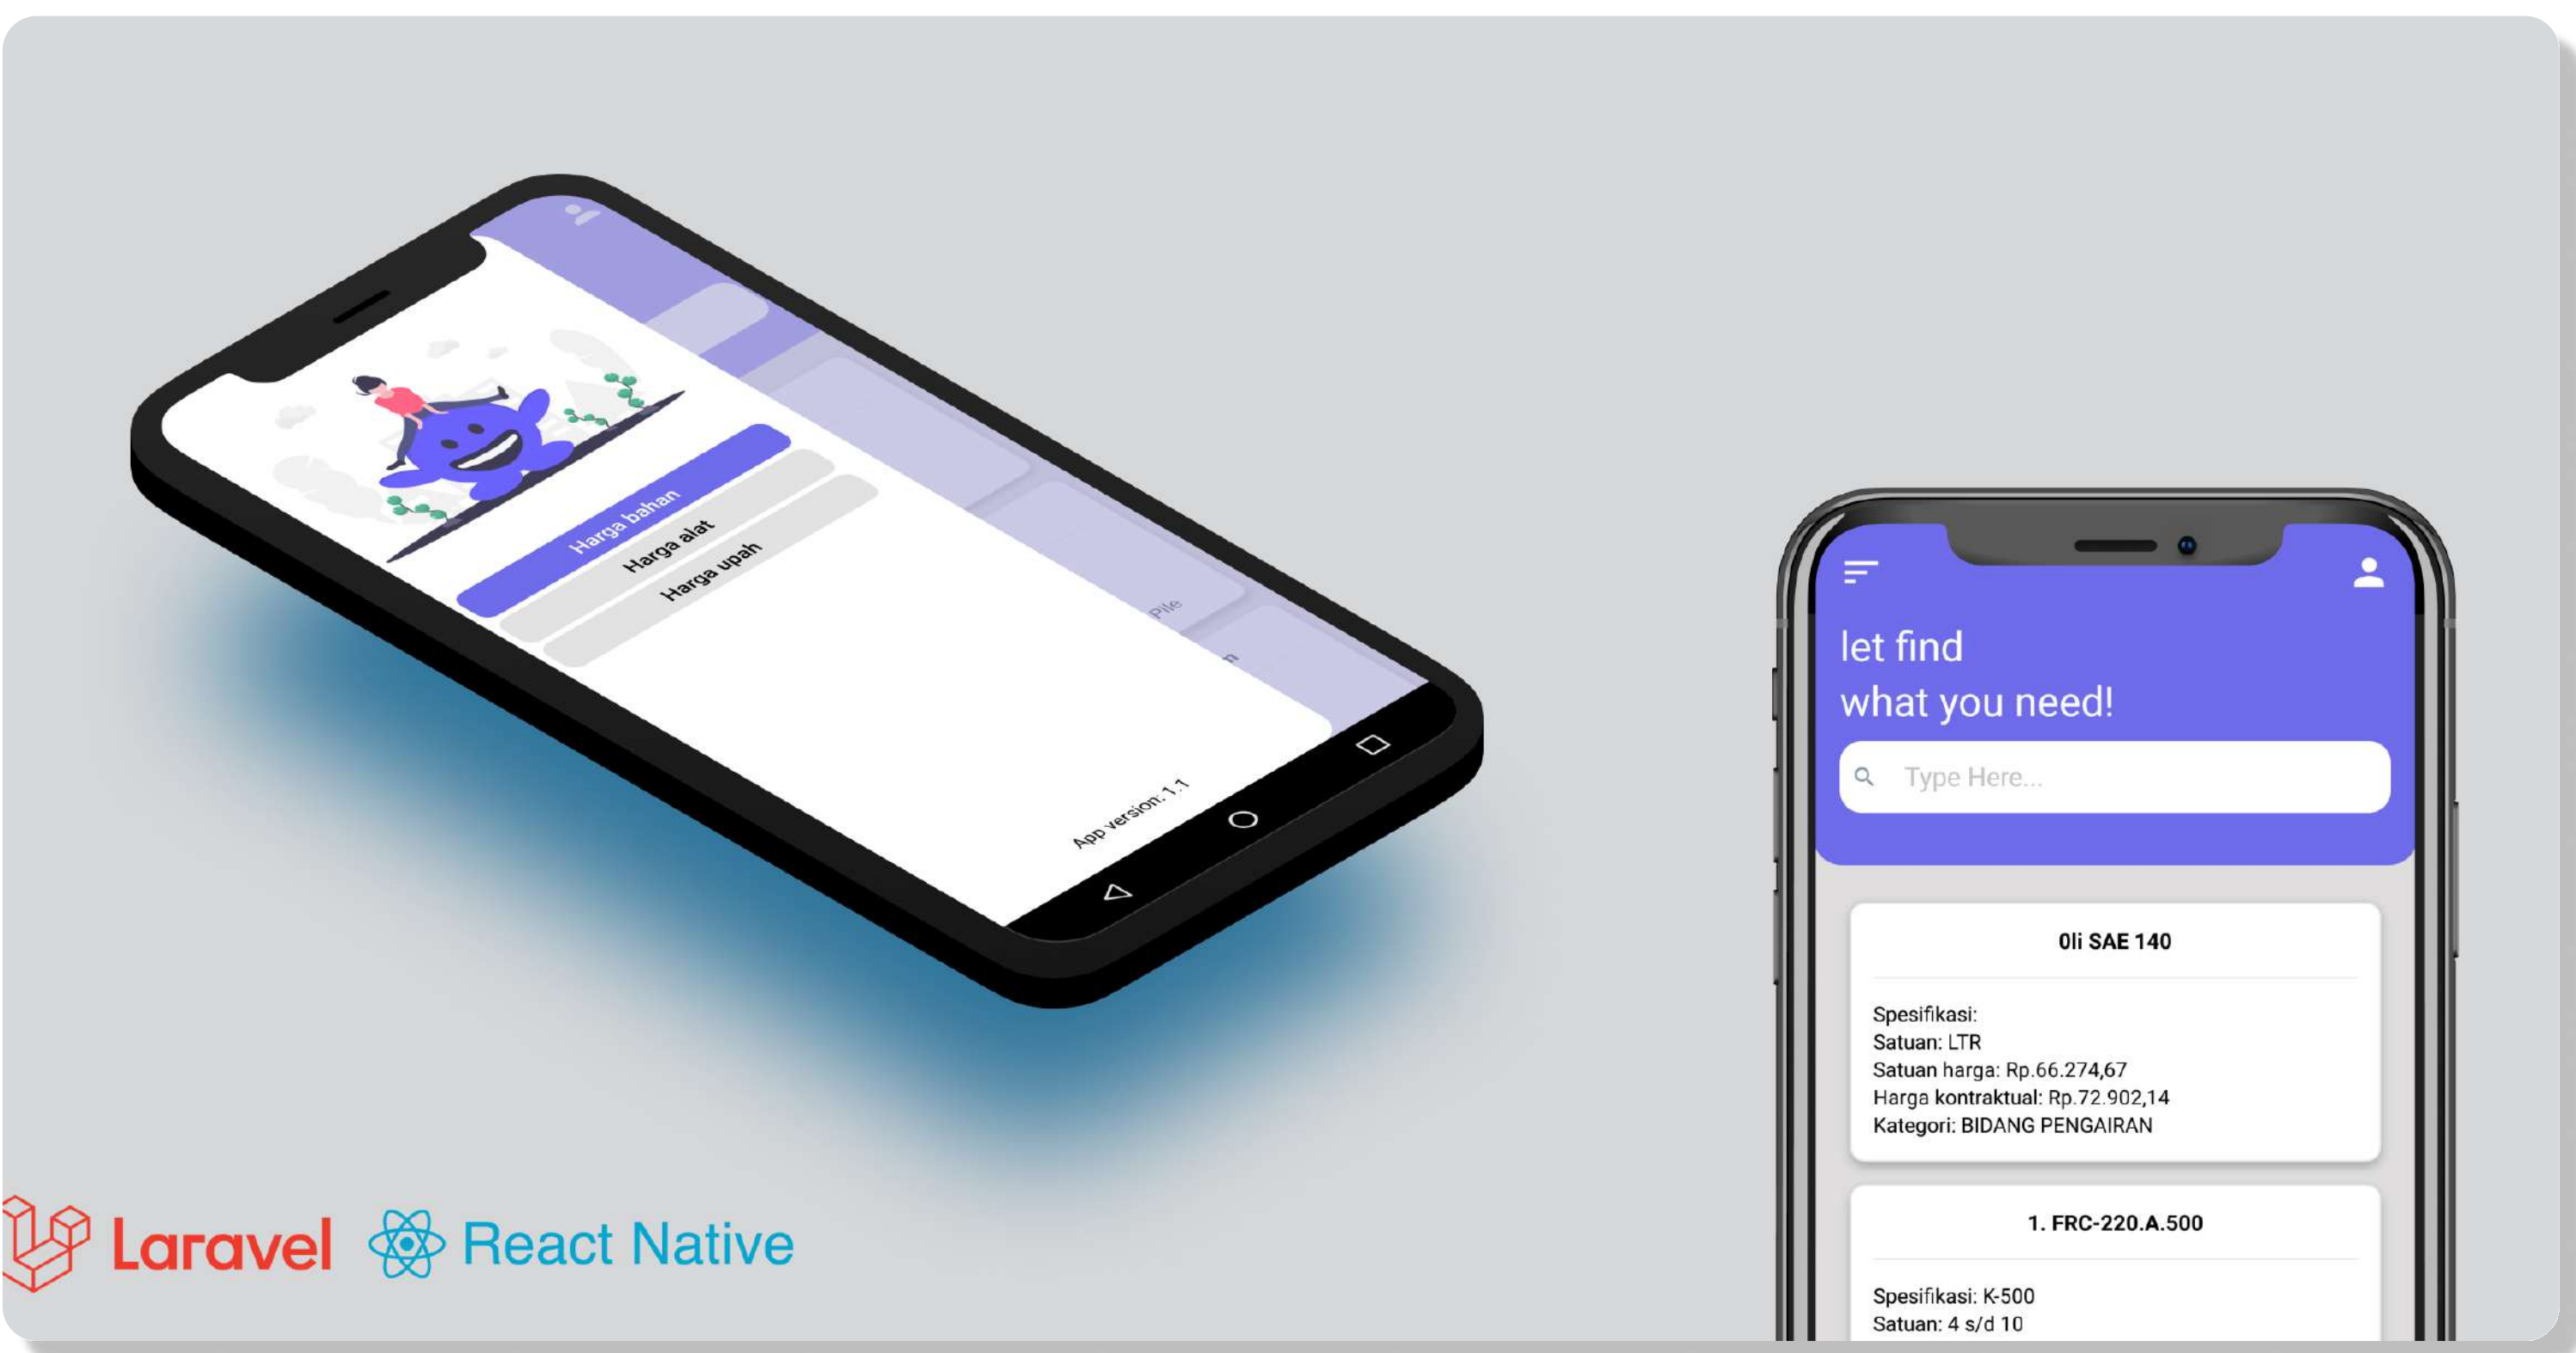 Harga bahan
Harga alat
Harga upah
Pile
n
App version: 1.1
Laravel
React Native
let find
what you need!
Type Here...
0li SAE 140
Spesifikasi:
Satuan: LTR
Satuan harga: Rp.66.274,67
Harga kontraktual: Rp.72.902,14
Kategori: BIDANG PENGAIRAN
1. FRC-220.A.500
Spesifikasi: K-500
Satuan: 4 s/d 10